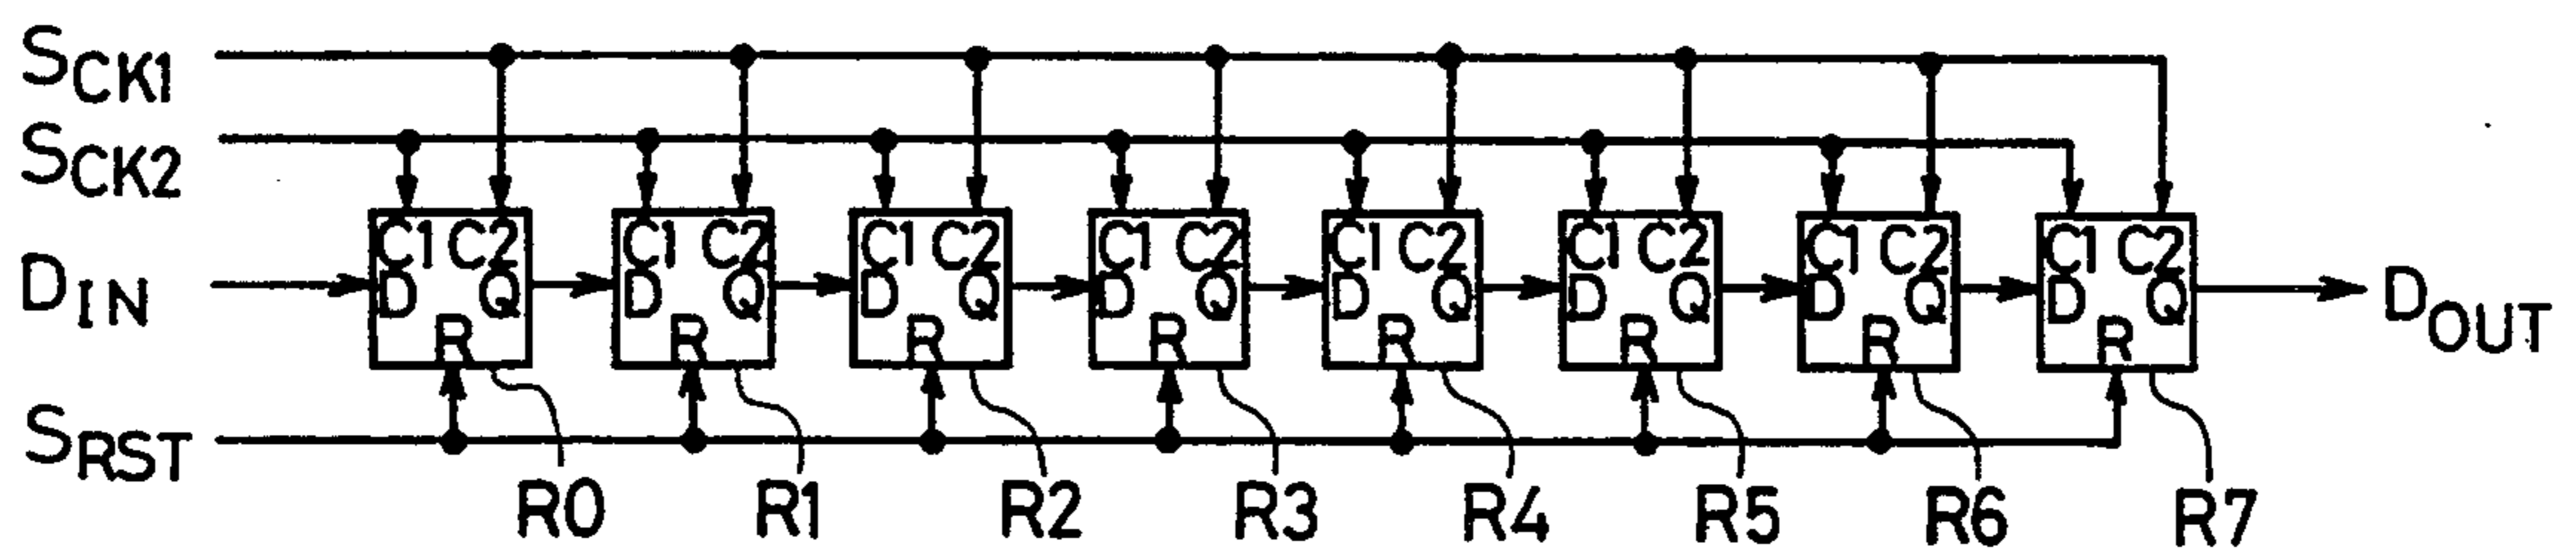 SCK1
SCK2
C1 C2 C1 C2 C1 C2 C1 C2 C1 C2 C1 C2 C1 C2 C1 C2
DIN D Q D Q D Q D Q D Q D Q D Q D Q DOUT
R R R R R R R R
SRST
R0 R1 R2 R3 R4 R5 R6 R7